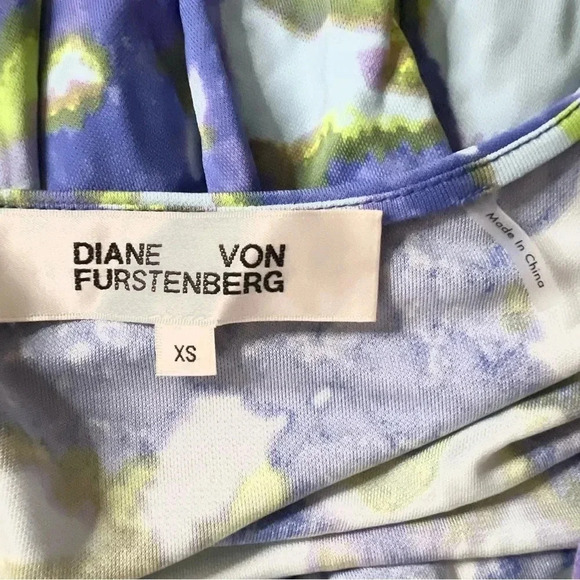 DIANE VON
FURSTENBERG
XS
Made In China